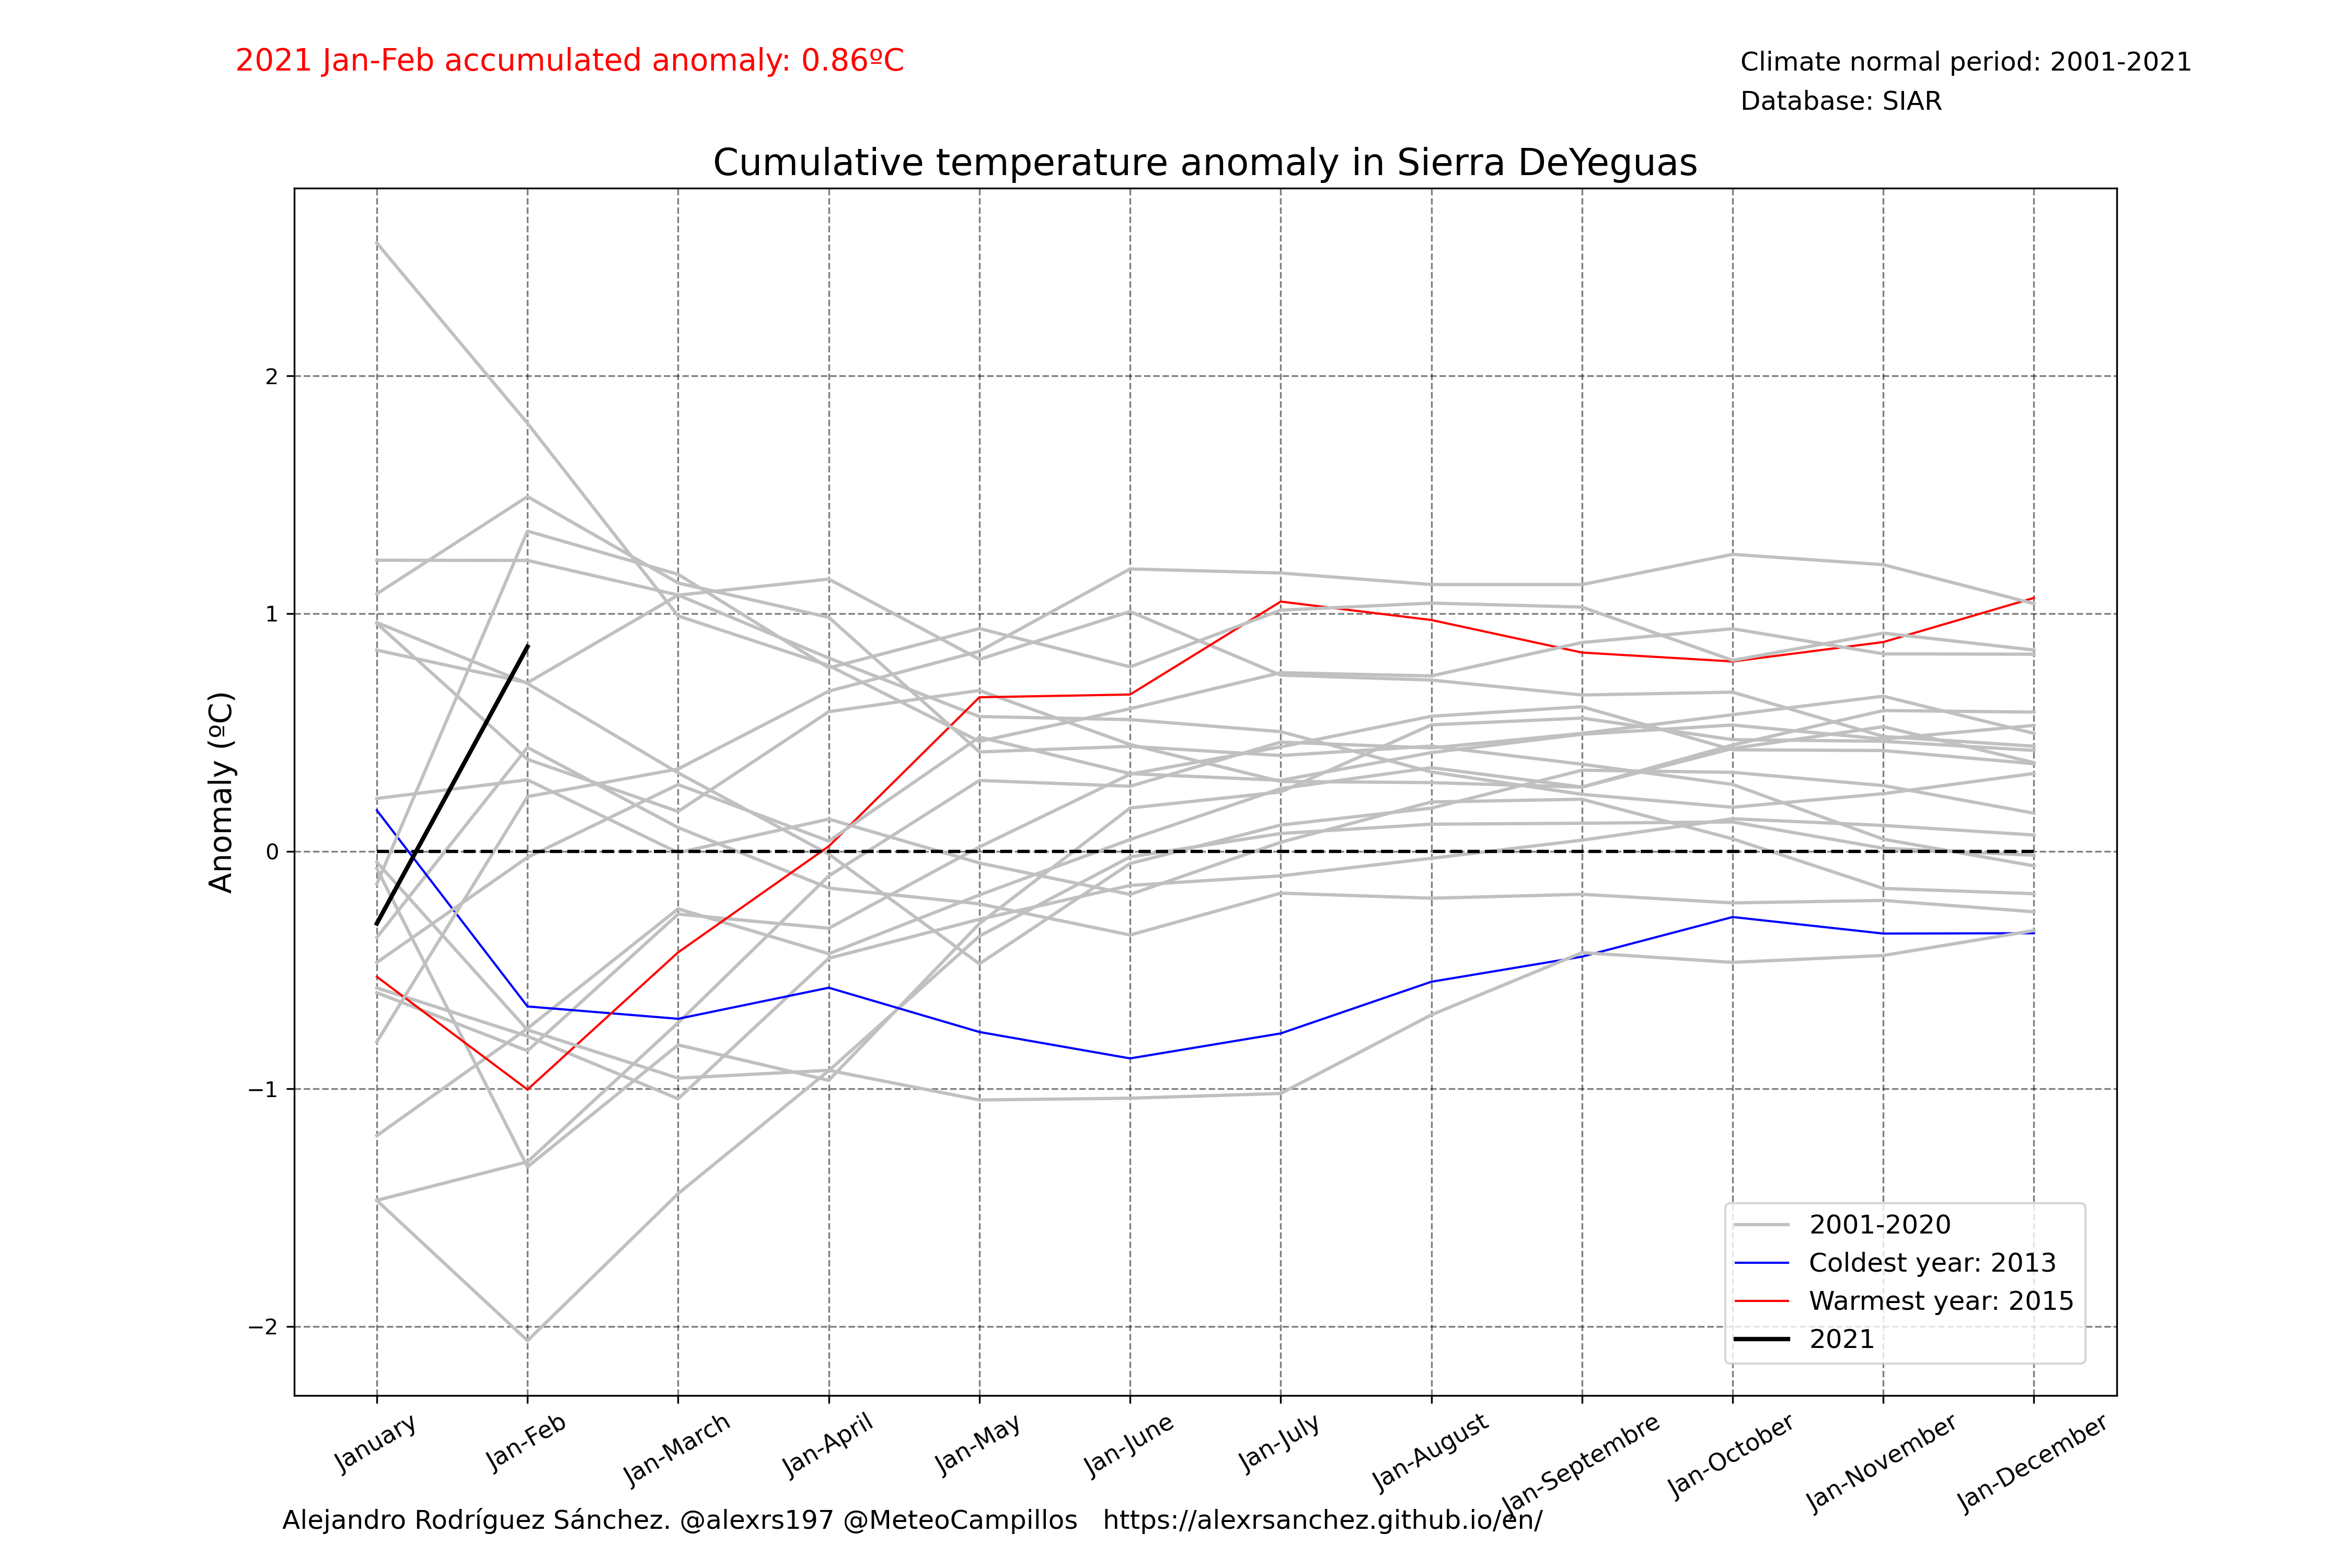 2021 Jan-Feb accumulated anomaly: 0.86ºC
Climate normal period: 2001-2021
Database: SIAR
Cumulative temperature anomaly in Sierra DeYeguas
Anomaly (ºC)
2
1
0
−1
−2
2001-2020
Coldest year: 2013
Warmest year: 2015
2021
January
Jan-Feb
Jan-March
Jan-April
Jan-May
Jan-June
Jan-July
Jan-August
Jan-Septembre
Jan-October
Jan-November
Jan-December
Alejandro Rodríguez Sánchez. @alexrs197 @MeteoCampillos   https://alexrsanchez.github.io/en/